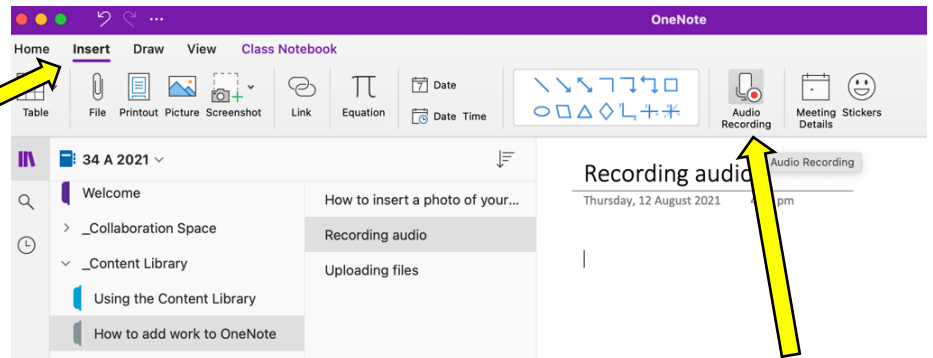 OneNote
Home Insert Draw View Class Notebook
Table File Printout Picture Screenshot Link Equation Date Date Time Audio Recording Meeting Details Stickers
34 A 2021
Welcome
_Collaboration Space
_Content Library
Using the Content Library
How to add work to OneNote
How to insert a photo of your...
Recording audio
Uploading files
Recording audio
Audio Recording
Thursday, 12 August 2021 pm